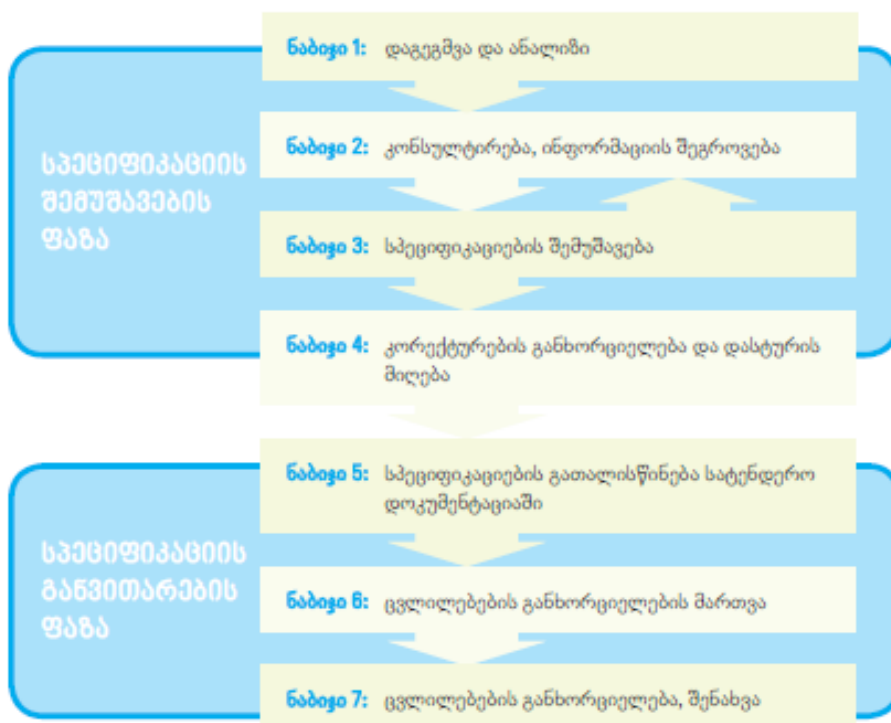 ნაბიჯი 1: დაგეგმვა და ანალიზი
ნაბიჯი 2: კონსულტირება, ინფორმაციის შეგროვება
სპეციფიკაციის
შემუშავების
ფაზა
ნაბიჯი 3: სპეციფიკაციების შემუშავება
ნაბიჯი 4: კორექტურების განხორციელება და დასტურის
მიღება
ნაბიჯი 5: სპეციფიკაციების გათალისწინება სატენდერო
დოკუმენტაციაში
სპეციფიკაციის
განვითარების
ფაზა
ნაბიჯი 6: ცვლილებების განხორციელების მართვა
ნაბიჯი 7: ცვლილებების განხორციელება, შენახვა